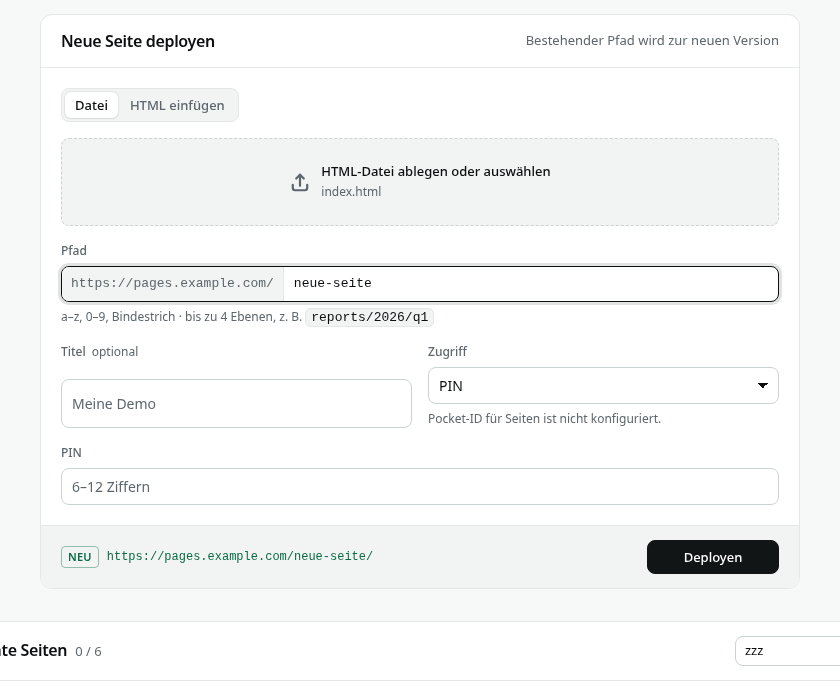 Neue Seite deployen
Bestehender Pfad wird zur neuen Version
Datei
HTML einfügen
HTML-Datei ablegen oder auswählen
index.html
Pfad
https://pages.example.com/ neue-seite
a–z, 0–9, Bindestrich · bis zu 4 Ebenen, z. B. reports/2026/q1
Titel optional
Zugriff
Meine Demo
PIN
Pocket-ID für Seiten ist nicht konfiguriert.
PIN
6–12 Ziffern
NEU https://pages.example.com/neue-seite/
Deployen
te Seiten 0 / 6
zzz